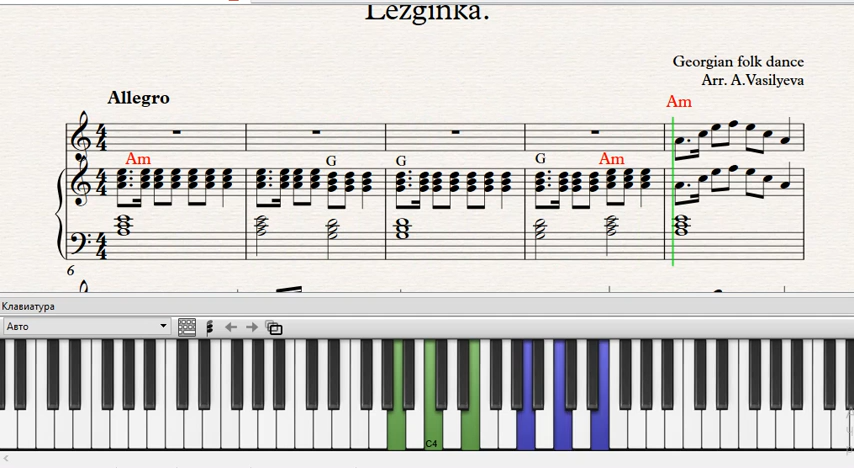 Lezginka.
Georgian folk dance
Arr. A.Vasilyeva
Allegro
Am
Am
G
G
G
Am
6
Клавиатура
Авто
C4